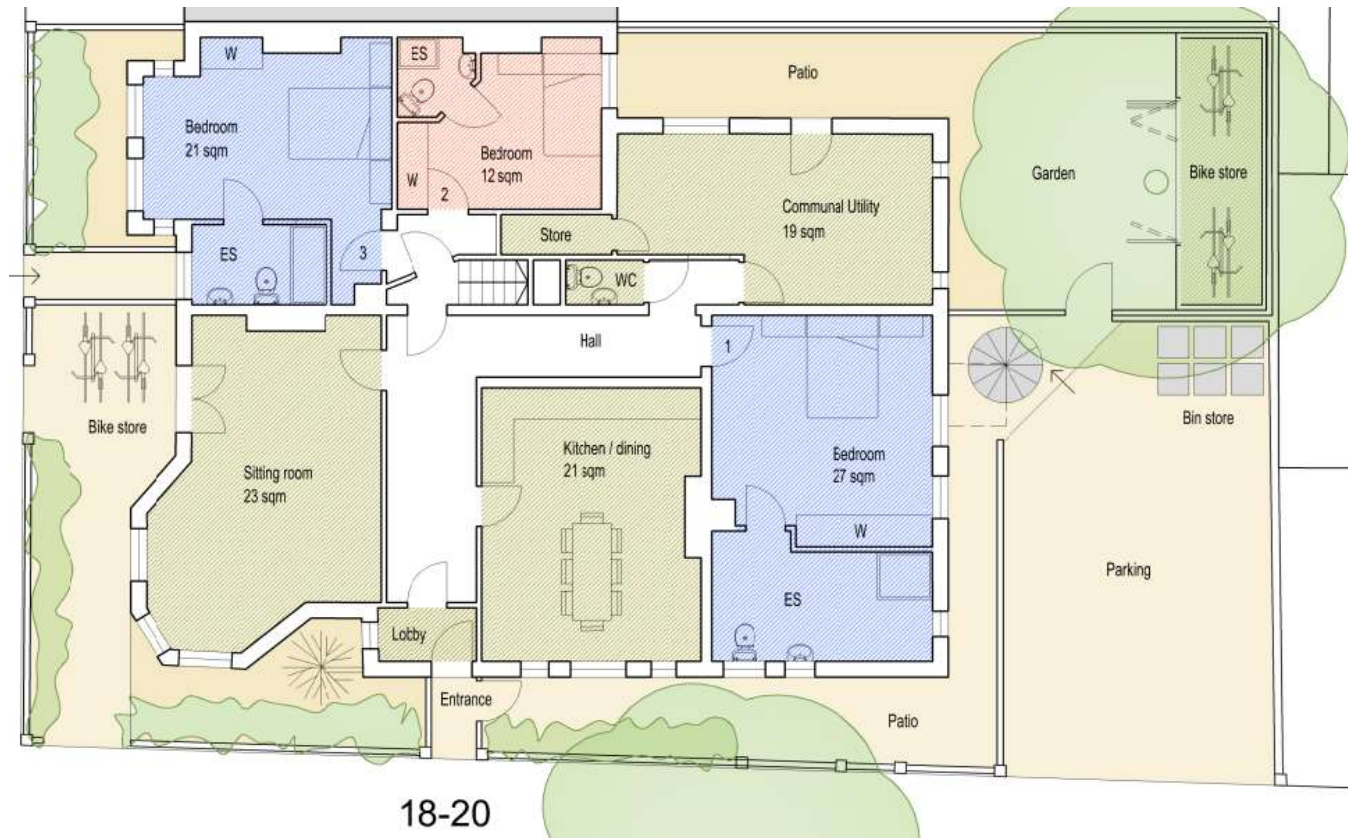 W
ES
Patio
Bedroom
21 sqm
Bedroom
12 sqm
W
2
Garden
Bike store
Communal Utility
19 sqm
Store
ES
3
WC
Hall
1
Bike store
Sitting room
23 sqm
Kitchen / dining
21 sqm
Bedroom
27 sqm
W
Bin store
Parking
ES
Lobby
Entrance
Patio
18-20